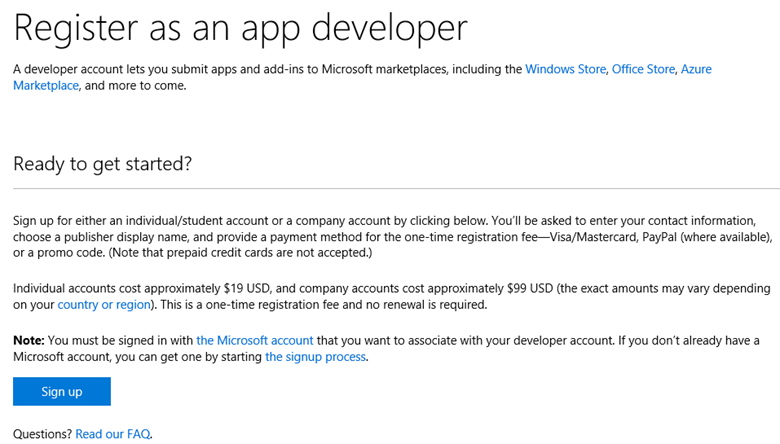 Register as an app developer
A developer account lets you submit apps and add-ins to Microsoft marketplaces, including the Windows Store, Office Store, Azure
Marketplace, and more to come.
Ready to get started?
Sign up for either an individual/student account or a company account by clicking below. You’ll be asked to enter your contact information,
choose a publisher display name, and provide a payment method for the one-time registration fee—Visa/Mastercard, PayPal (where available),
or a promo code. (Note that prepaid credit cards are not accepted.)
Individual accounts cost approximately $19 USD, and company accounts cost approximately $99 USD (the exact amounts may vary depending
on your country or region). This is a one-time registration fee and no renewal is required.
Note: You must be signed in with the Microsoft account that you want to associate with your developer account. If you don’t already have a
Microsoft account, you can get one by starting the signup process.
Sign up
Questions? Read our FAQ.